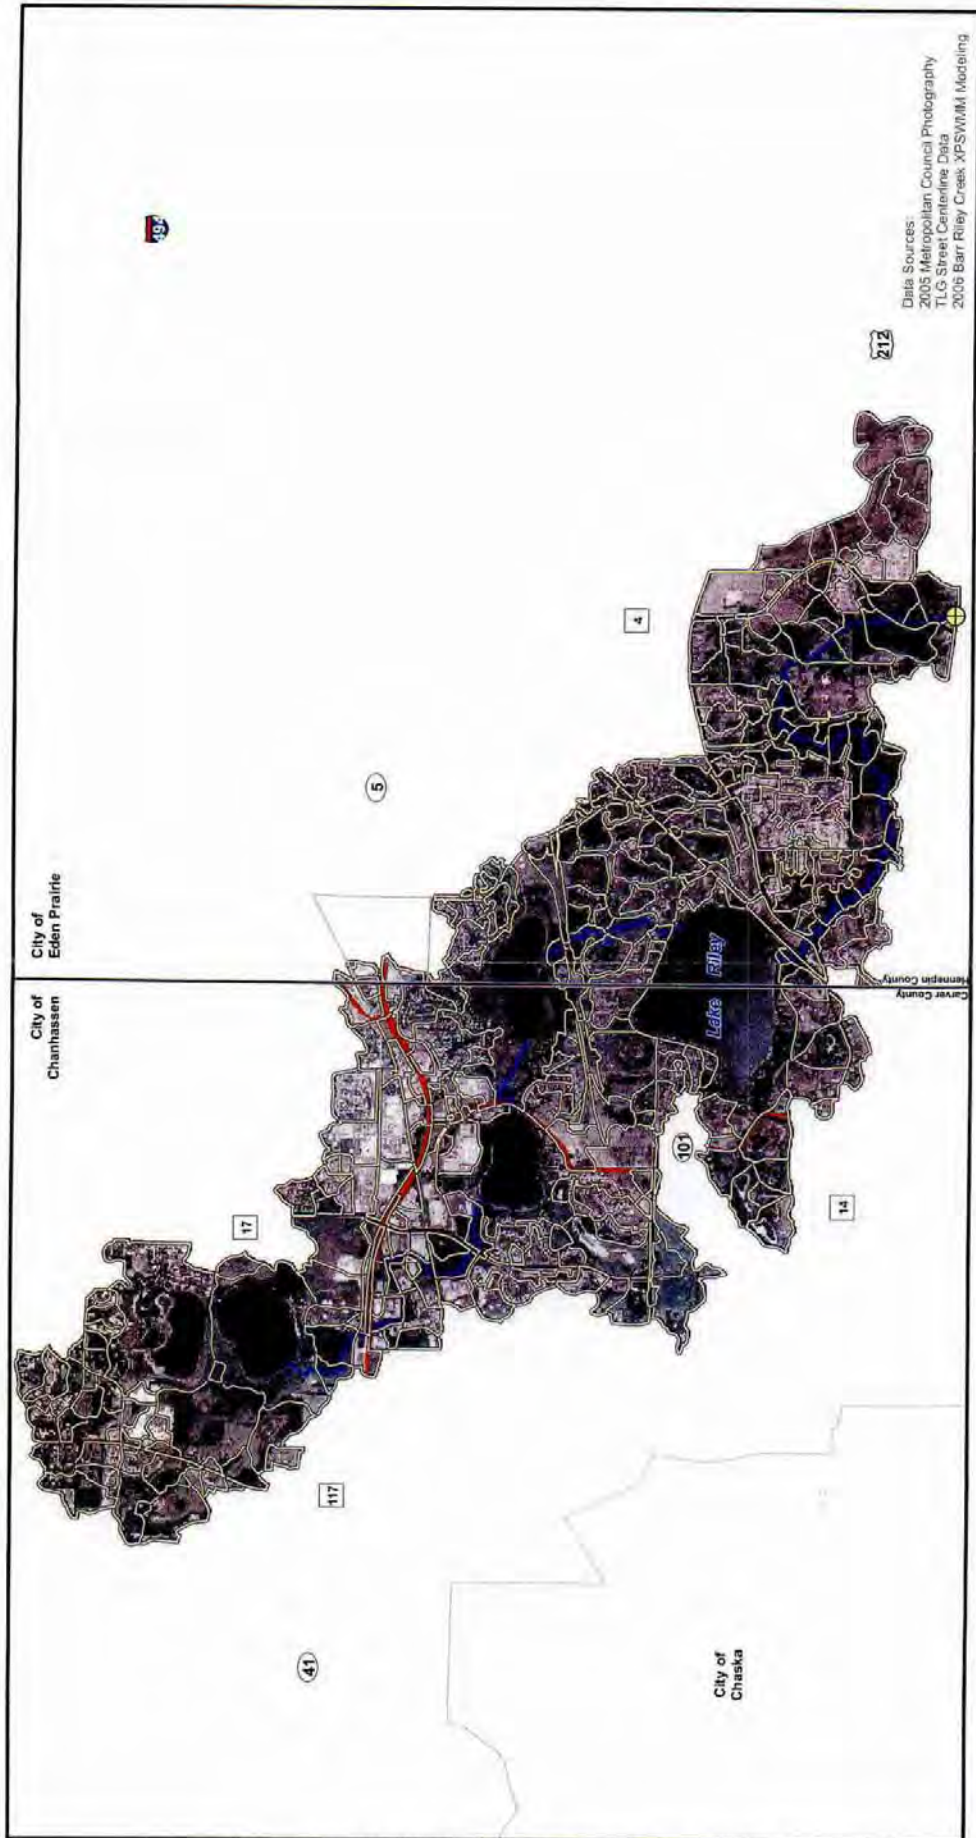 City of
Chanhassen
City of
Eden Prairie
494
5
17
117
41
4
212
101
14
Lake Riley
Carver County
Hennepin County
City of
Chaska
Data Sources:
2005 Metropolitan Council Photography
TLG Street Centerline Data
2006 Barr Riley Creek XPSWMM Modeling